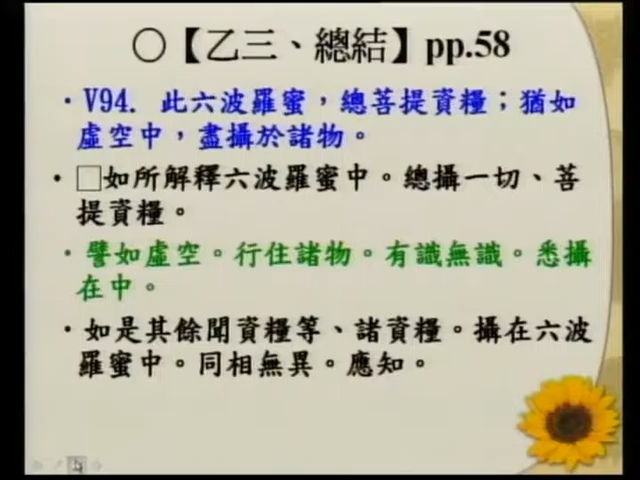 ○【乙三、總結】pp.58
・V94. 此六波羅蜜，總菩提資糧；猶如
虛空中，盡攝於諸物。
・□如所解釋六波羅蜜中。總攝一切、菩
提資糧。
・譬如虛空。行住諸物。有識無識。悉攝
在中。
・如是其餘聞資糧等、諸資糧。攝在六波
羅蜜中。同相無異。應知。